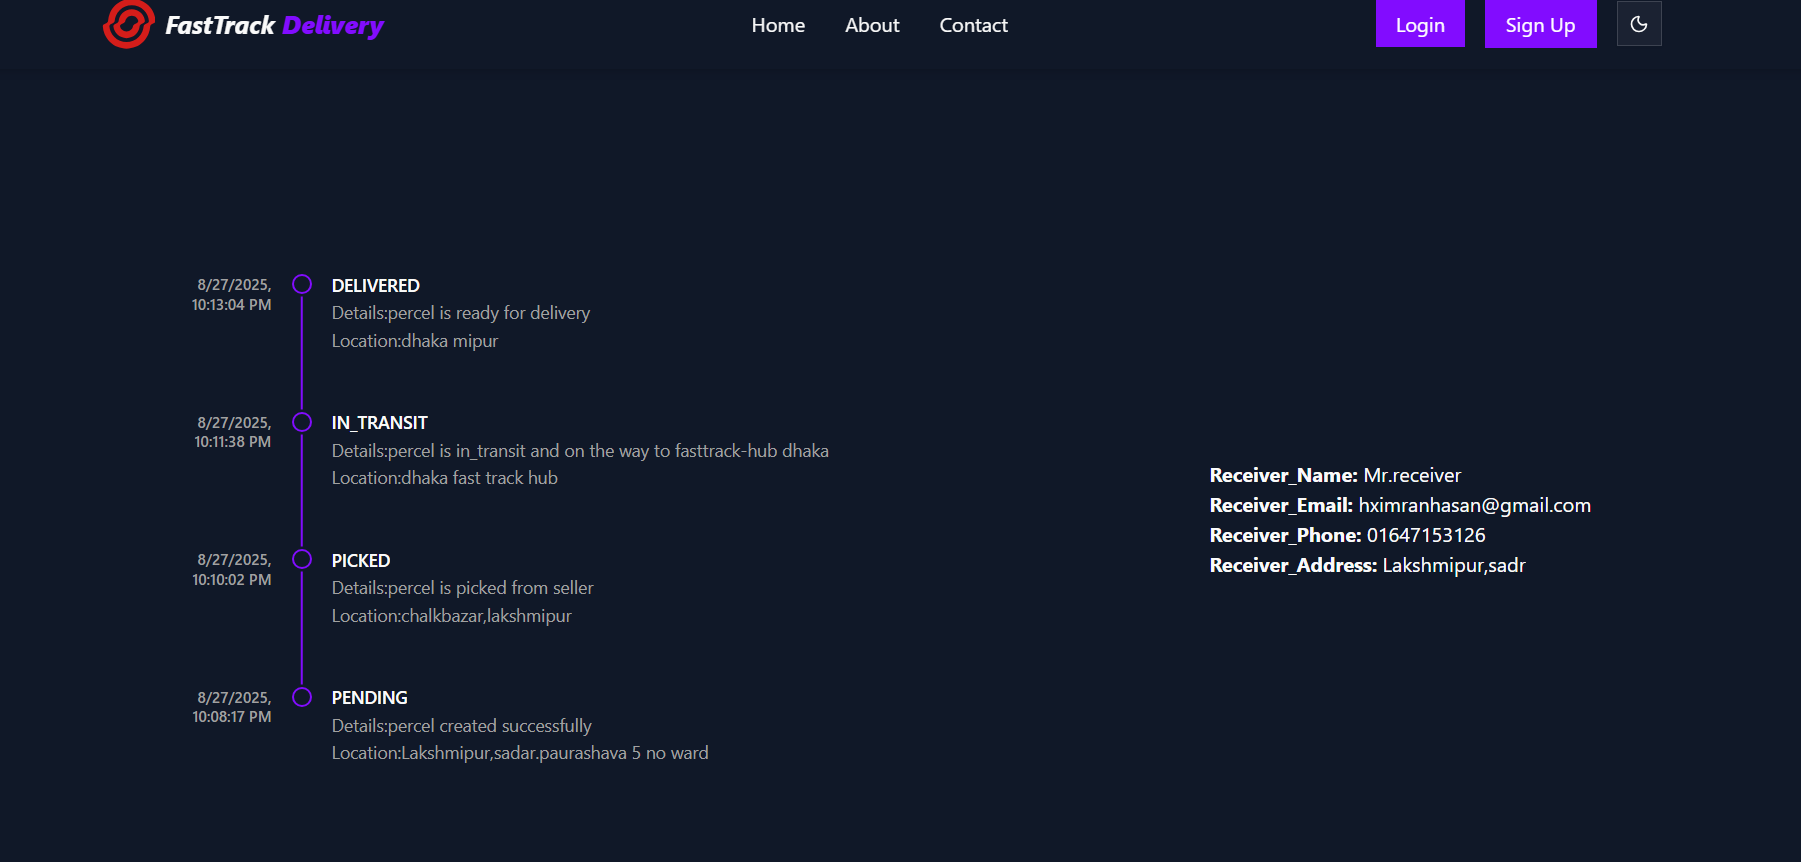 FastTrack Delivery
Home
About
Contact
Login
Sign Up
8/27/2025,
10:13:04 PM
DELIVERED
Details:percel is ready for delivery
Location:dhaka mipur
8/27/2025,
10:11:38 PM
IN_TRANSIT
Details:percel is in_transit and on the way to fasttrack-hub dhaka
Location:dhaka fast track hub
8/27/2025,
10:10:02 PM
PICKED
Details:percel is picked from seller
Location:chalkbazar,lakshmipur
8/27/2025,
10:08:17 PM
PENDING
Details:percel created successfully
Location:Lakshmipur,sadar.paurashava 5 no ward
Receiver_Name: Mr.receiver
Receiver_Email: hximranhasan@gmail.com
Receiver_Phone: 01647153126
Receiver_Address: Lakshmipur,sadr